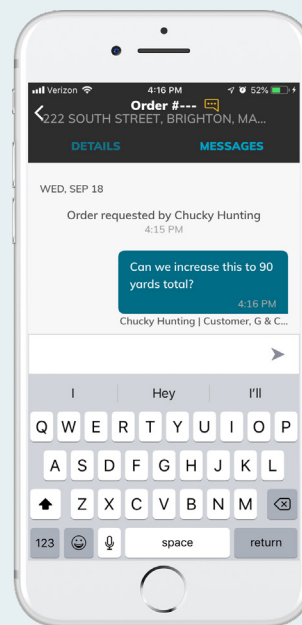 Verizon 4:16 PM 52%
Order #---
222 SOUTH STREET, BRIGHTON, MA...
DETAILS MESSAGES
WED, SEP 18
Order requested by Chucky Hunting
4:15 PM
Can we increase this to 90
yards total?
4:16 PM
Chucky Hunting | Customer, G & C...
I Hey I'll
Q W E R T Y U I O P
A S D F G H J K L
Z X C V B N M
123 space return